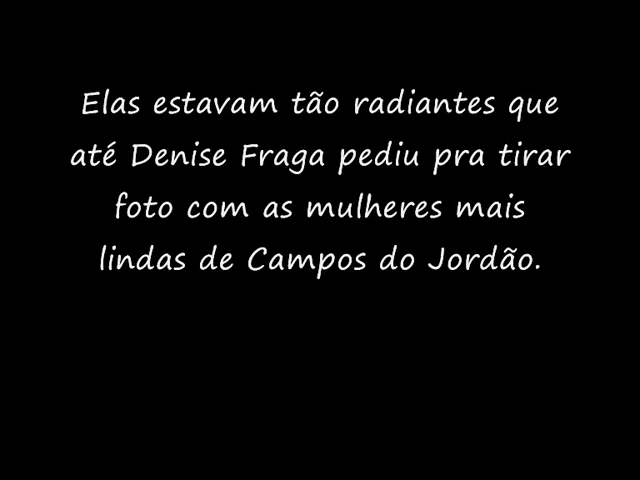 Elas estavam tão radiantes que
até Denise Fraga pediu pra tirar
foto com as mulheres mais
lindas de Campos do Jordão.